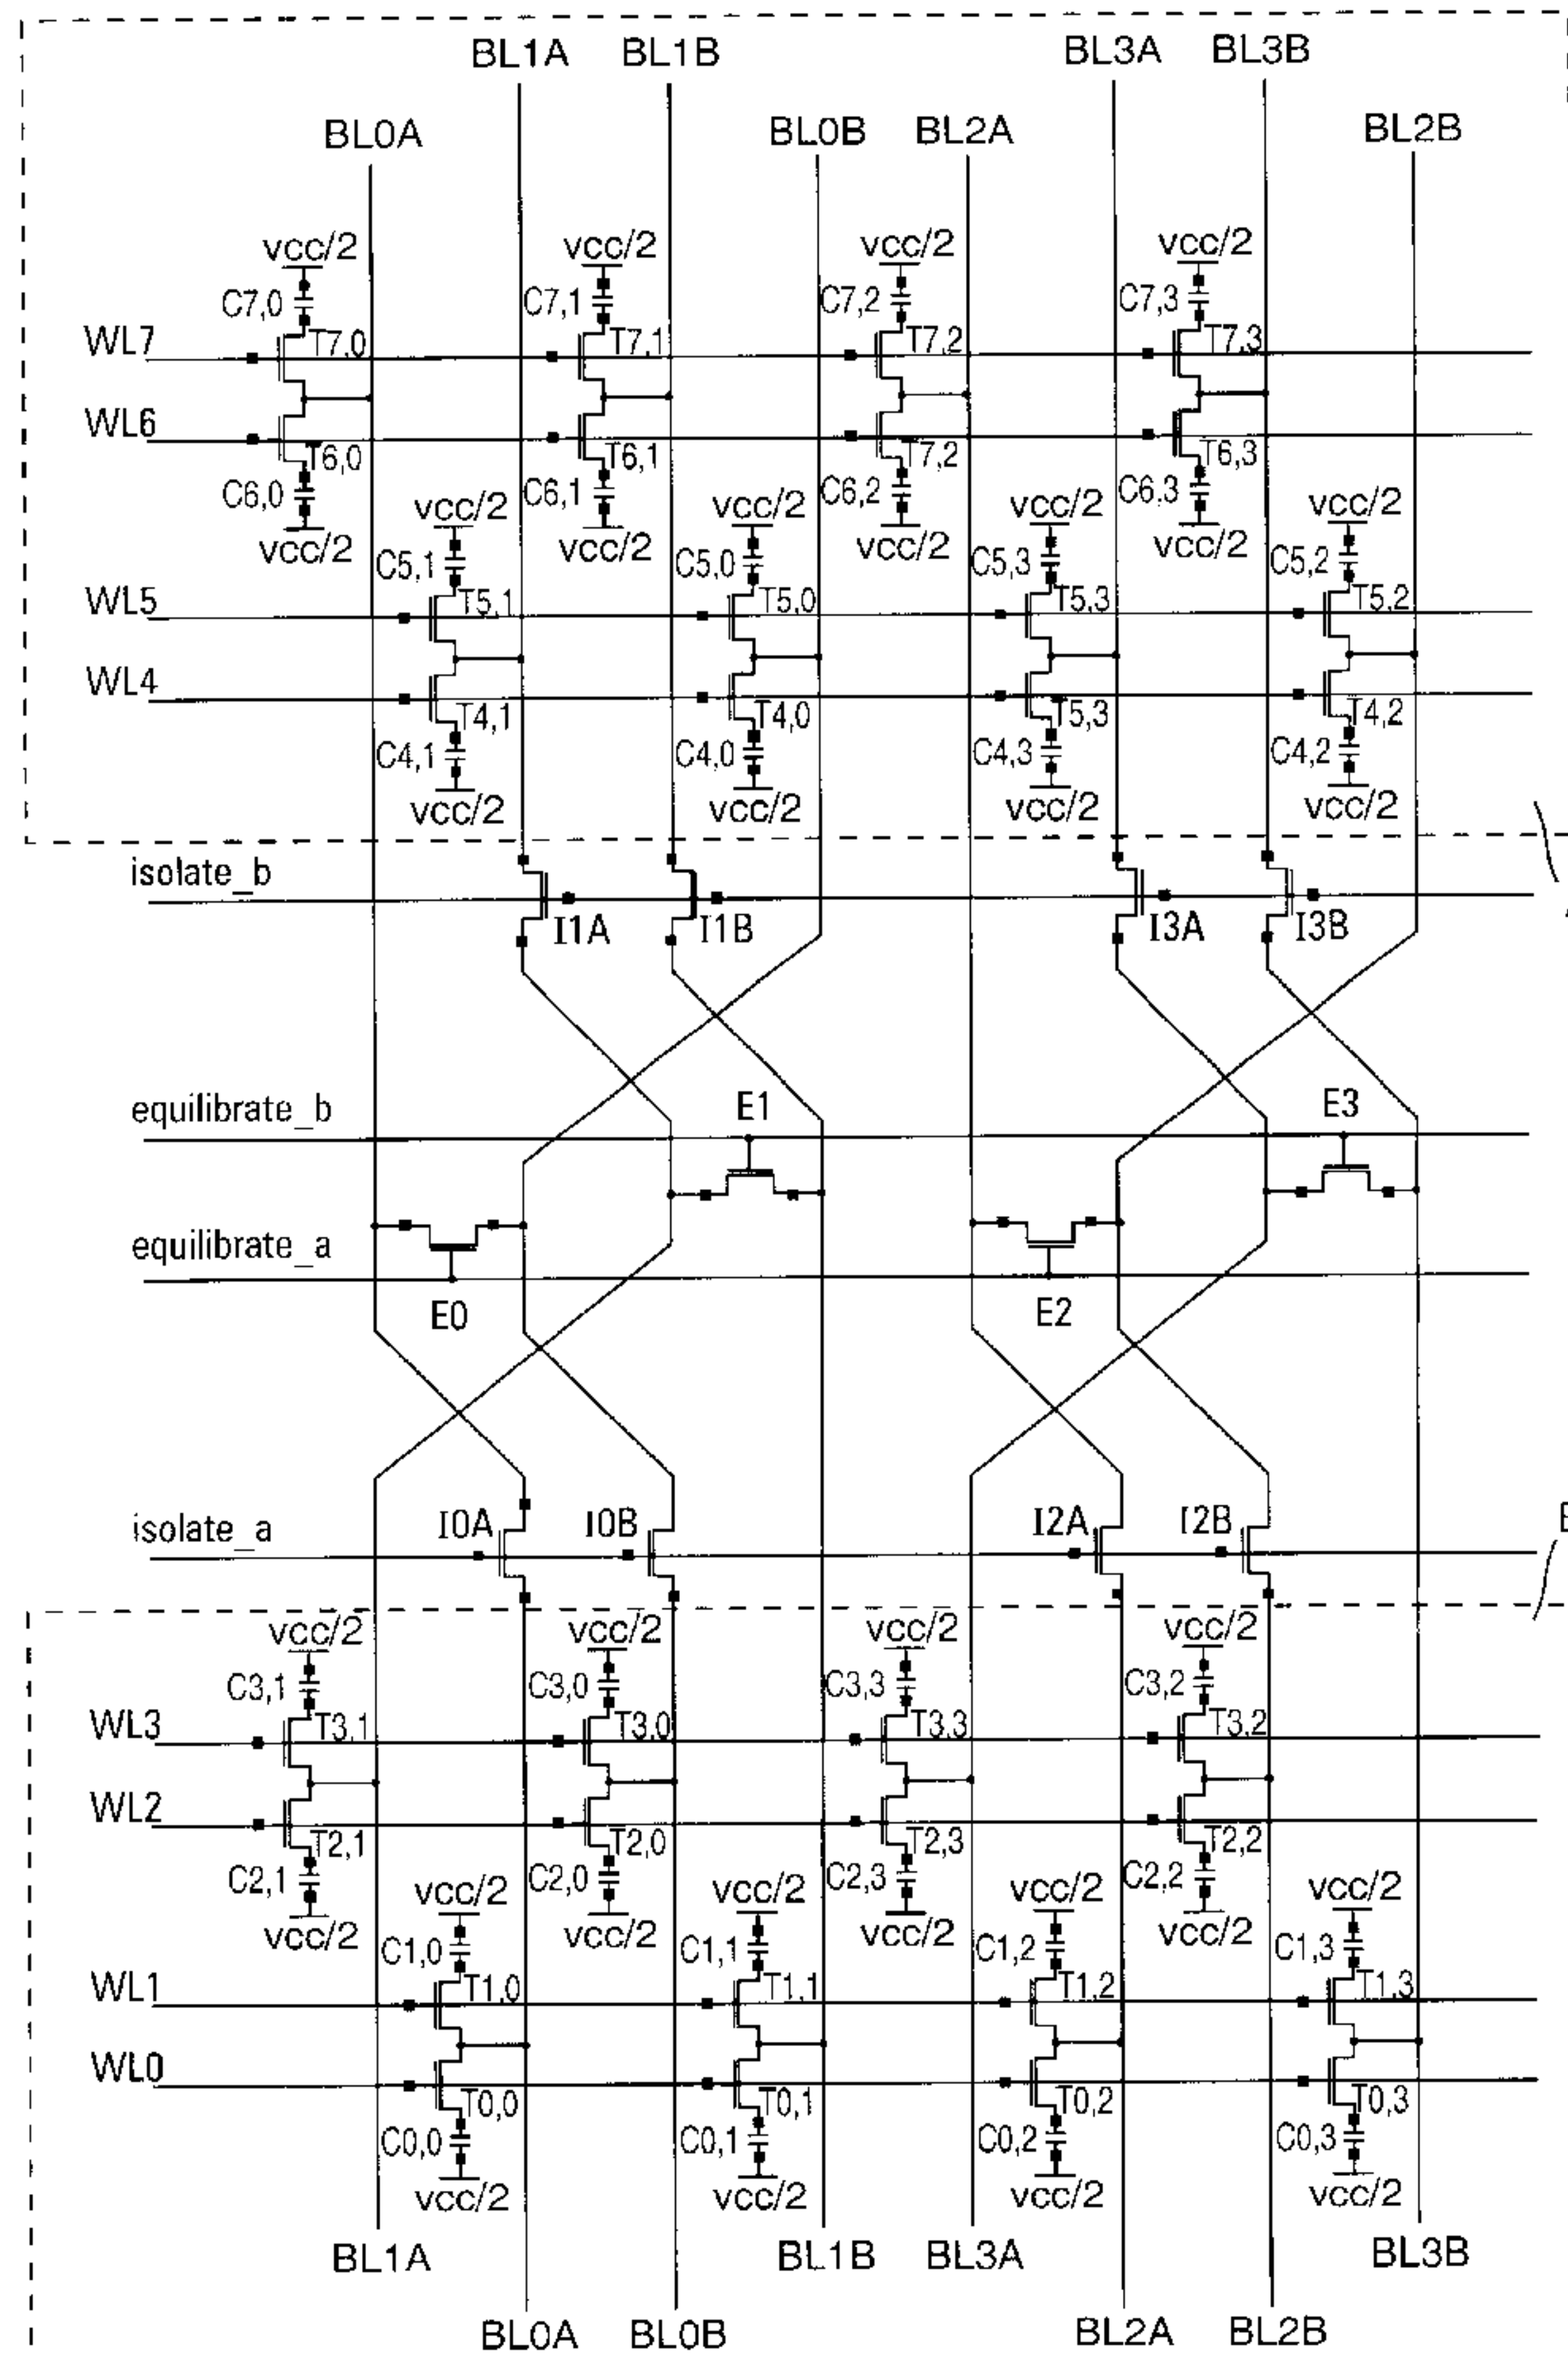 BL1A BL1B BL3A BL3B
BL0A BL0B BL2A BL2B
vcc/2 vcc/2 vcc/2 vcc/2
C7,0 C7,1 C7,2 C7,3
WL7 T7,0 T7,1 T7,2 T7,3
WL6
T6,0 T6,1 T7,2 T6,3
C6,0 C6,1 C6,2 C6,3
vcc/2 vcc/2 vcc/2 vcc/2
vcc/2 vcc/2 vcc/2 vcc/2
C5,1 C5,0 C5,3 C5,2
WL5 T5,1 T5,0 T5,3 T5,2
WL4
T4,1 T4,0 T5,3 T4,2
C4,1 C4,0 C4,3 C4,2
vcc/2 vcc/2 vcc/2 vcc/2
isolate_b
I1A I1B I3A I3B
equilibrate_b E1 E3
equilibrate_a
E0 E2
isolate_a I0A I0B I2A I2B
vcc/2 vcc/2 vcc/2 vcc/2
C3,1 C3,0 C3,3 C3,2
WL3 T3,1 T3,0 T3,3 T3,2
WL2
T2,1 T2,0 T2,3 T2,2
C2,1 C2,0 C2,3 C2,2
vcc/2 vcc/2 vcc/2 vcc/2
vcc/2 vcc/2 vcc/2 vcc/2
C1,0 C1,1 C1,2 C1,3
WL1 T1,0 T1,1 T1,2 T1,3
WL0
T0,0 T0,1 T0,2 T0,3
C0,0 C0,1 C0,2 C0,3
vcc/2 vcc/2 vcc/2 vcc/2
BL1A BL1B BL3A BL3B
BL0A BL0B BL2A BL2B